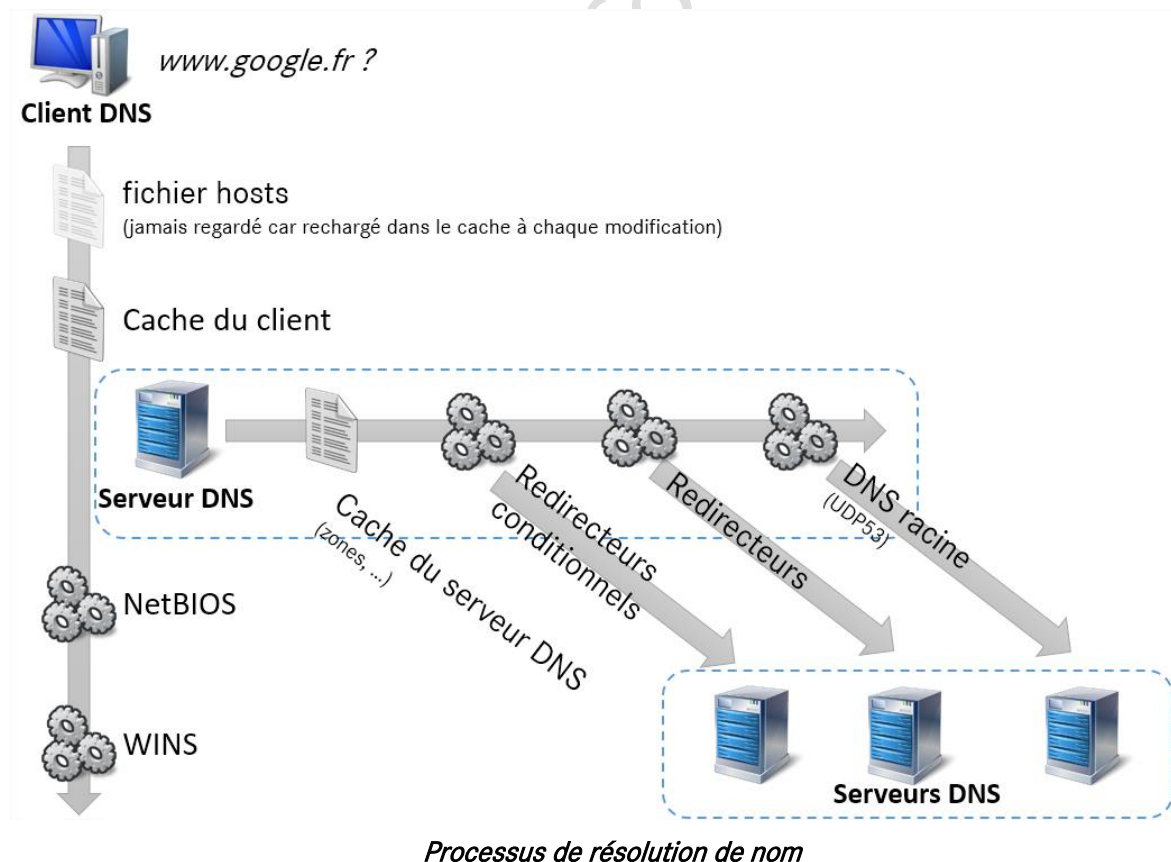 www.google.fr ?
Client DNS
fichier hosts
(jamais regardé car rechargé dans le cache à chaque modification)
Cache du client
Serveur DNS
Cache du serveur DNS
(zones, ...)
Redirecteurs
conditionnels
Redirecteurs
DNS racine
(UDP53)
NetBIOS
WINS
Serveurs DNS
Processus de résolution de nom